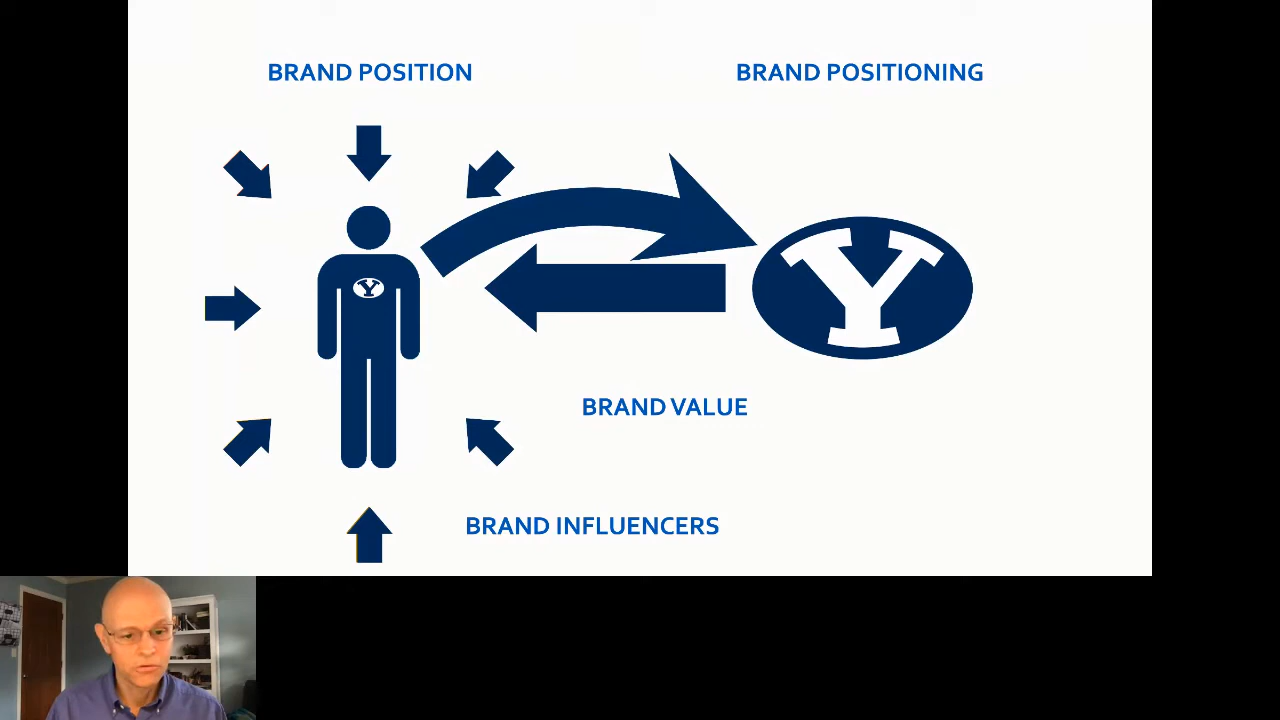 BRAND POSITION
BRAND POSITIONING
Y
Y
BRAND VALUE
BRAND INFLUENCERS